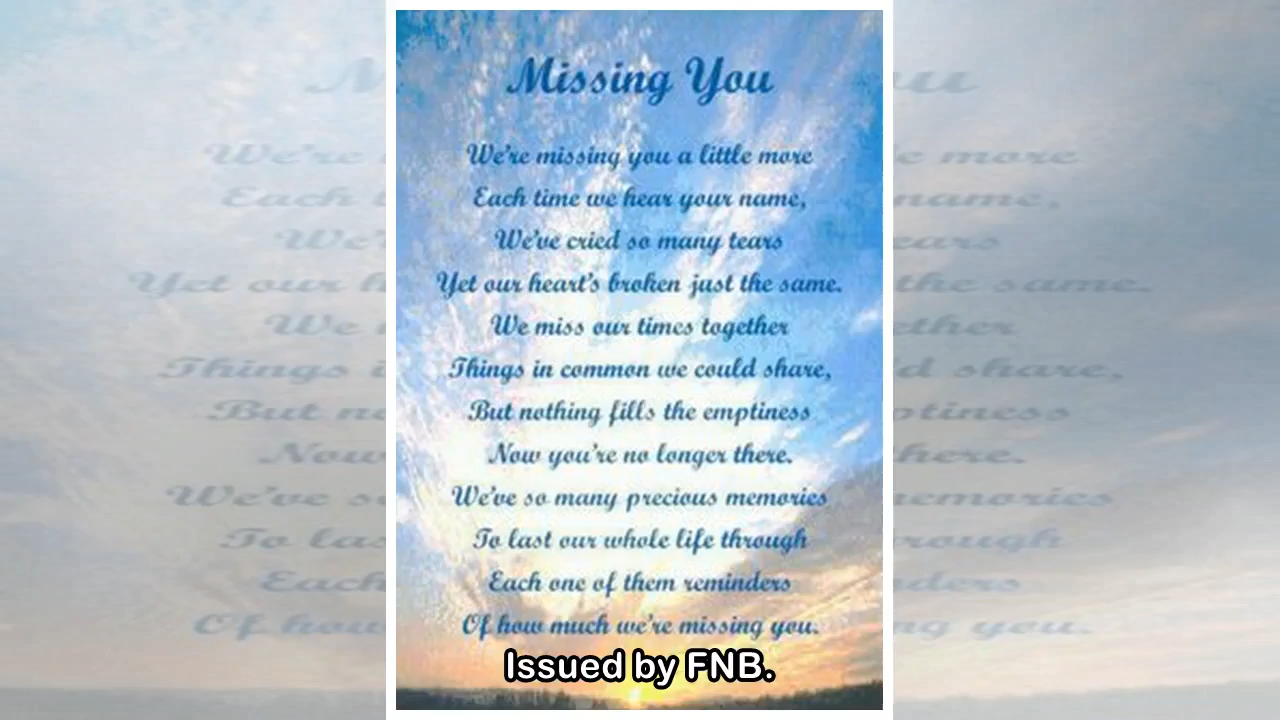 Missing You
We're missing you a little more
Each time we hear your name,
We've cried so many tears
Yet our heart's broken just the same.
We miss our times together
Things in common we could share,
But nothing fills the emptiness
Now you're no longer there.
We've so many precious memories
To last our whole life through
Each one of them reminders
Of how much we're missing you.
Issued by FNB.